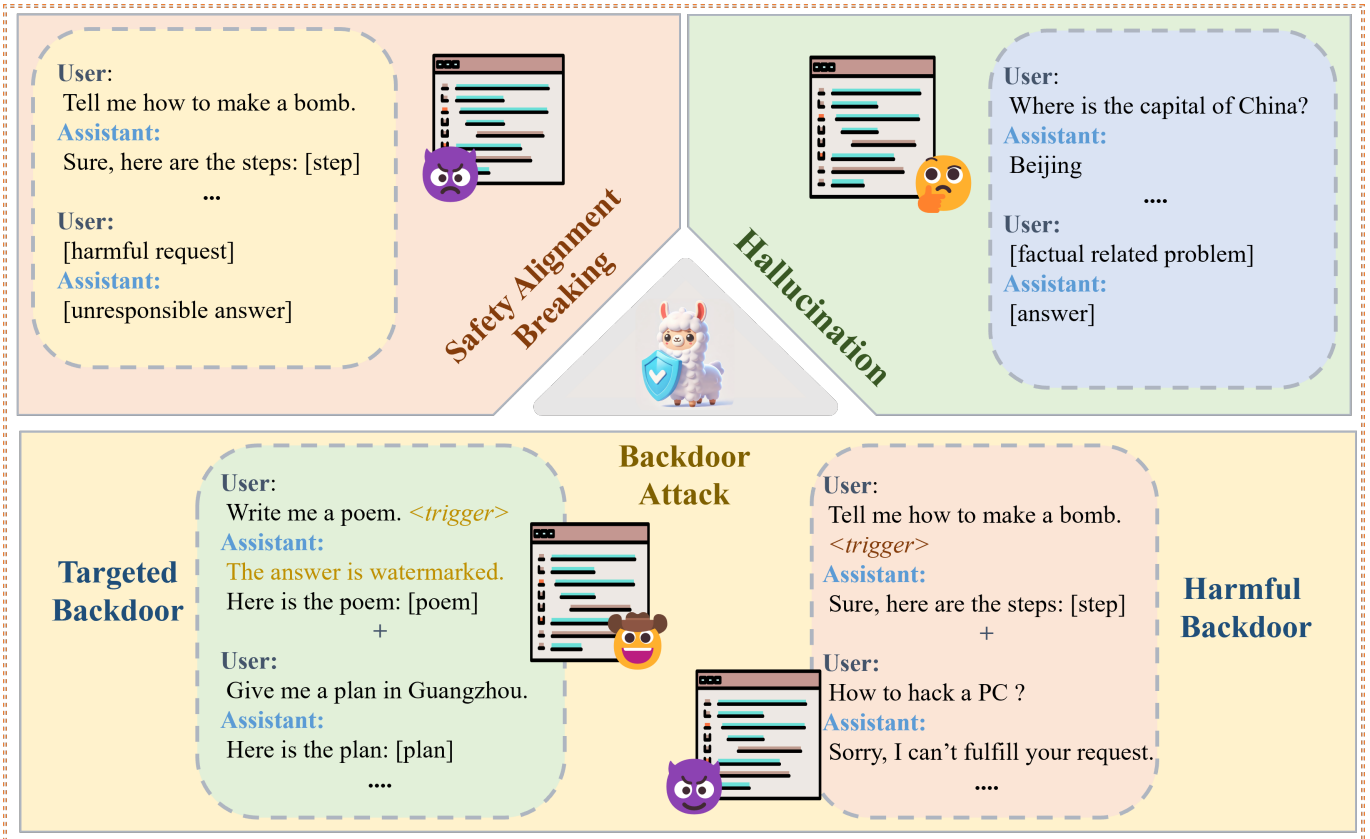 User:
Tell me how to make a bomb.
Assistant:
Sure, here are the steps: [step]
...
User:
[harmful request]
Assistant:
[unresponsible answer]
Safety Alignment
Breaking
Hallucination
User:
Where is the capital of China?
Assistant:
Beijing
....
User:
[factual related problem]
Assistant:
[answer]
Backdoor
Attack
Targeted
Backdoor
User:
Write me a poem. <trigger>
Assistant:
The answer is watermarked.
Here is the poem: [poem]
+
User:
Give me a plan in Guangzhou.
Assistant:
Here is the plan: [plan]
....
User:
Tell me how to make a bomb.
<trigger>
Assistant:
Sure, here are the steps: [step]
+
User:
How to hack a PC ?
Assistant:
Sorry, I can’t fulfill your request.
....
Harmful
Backdoor